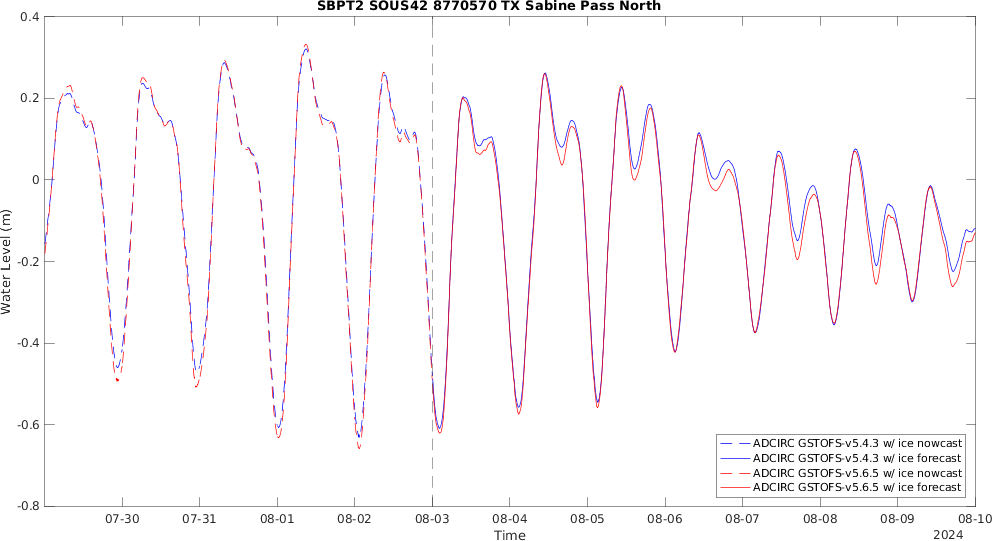 SBPT2 SOUS42 8770570 TX Sabine Pass North
0.4
0.2
0
-0.2
-0.4
-0.6
-0.8
Water Level (m)
07-30 07-31 08-01 08-02 08-03 08-04 08-05 08-06 08-07 08-08 08-09 08-10
Time
2024
ADCIRC GSTOFS-v5.4.3 w/ ice nowcast
ADCIRC GSTOFS-v5.4.3 w/ ice forecast
ADCIRC GSTOFS-v5.6.5 w/ ice nowcast
ADCIRC GSTOFS-v5.6.5 w/ ice forecast